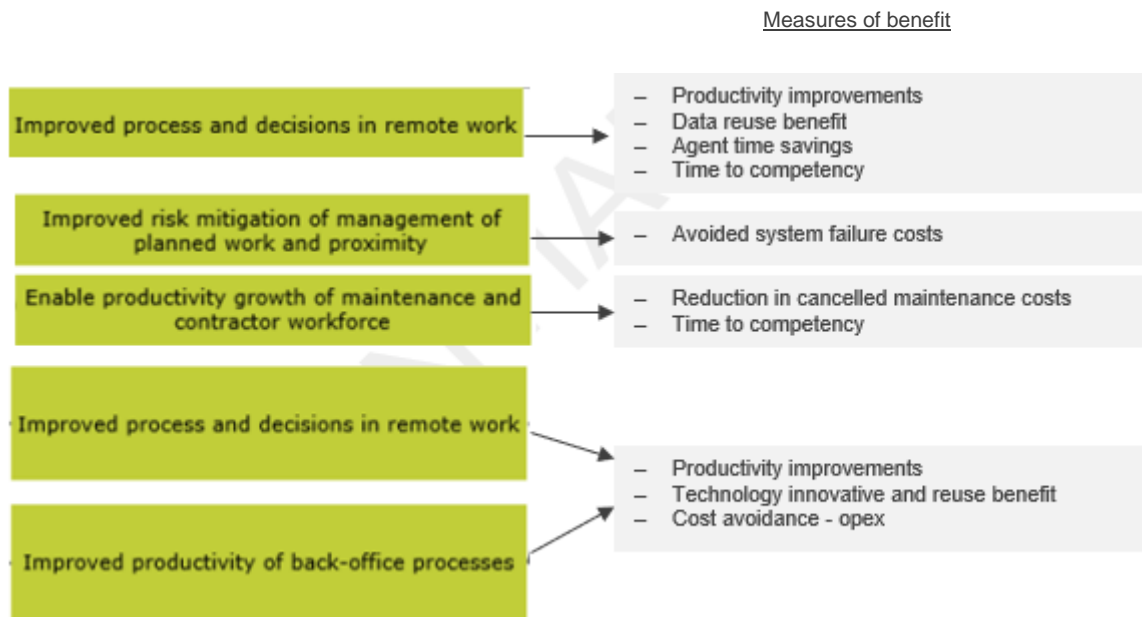 Measures of benefit
Improved process and decisions in remote work
– Productivity improvements
– Data reuse benefit
– Agent time savings
– Time to competency
Improved risk mitigation of management of
planned work and proximity
– Avoided system failure costs
Enable productivity growth of maintenance and
contractor workforce
– Reduction in cancelled maintenance costs
– Time to competency
Improved process and decisions in remote work
Improved productivity of back-office processes
– Productivity improvements
– Technology innovative and reuse benefit
– Cost avoidance - opex